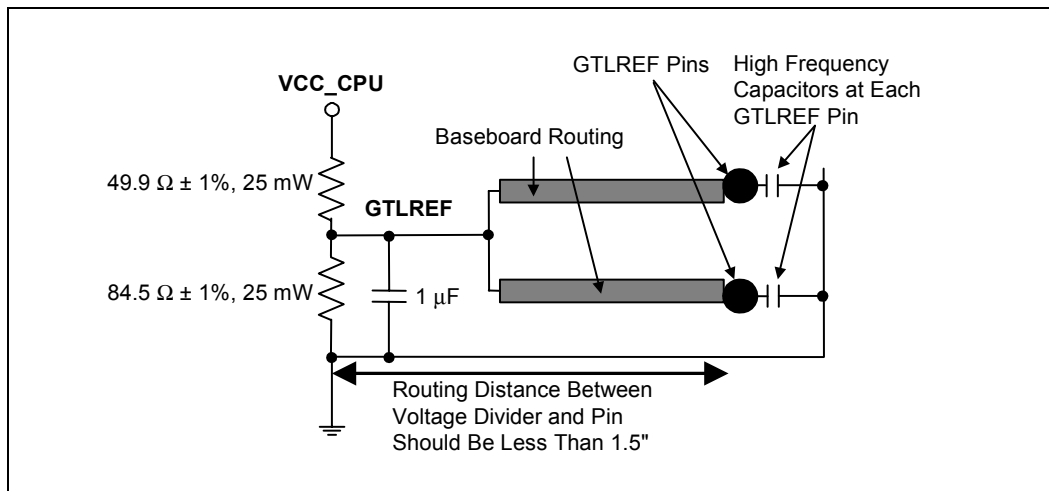 GTLREF Pins
High Frequency
Capacitors at Each
GTLREF Pin
VCC_CPU
Baseboard Routing
49.9 Ω ± 1%, 25 mW
GTLREF
84.5 Ω ± 1%, 25 mW
1 μF
Routing Distance Between
Voltage Divider and Pin
Should Be Less Than 1.5"